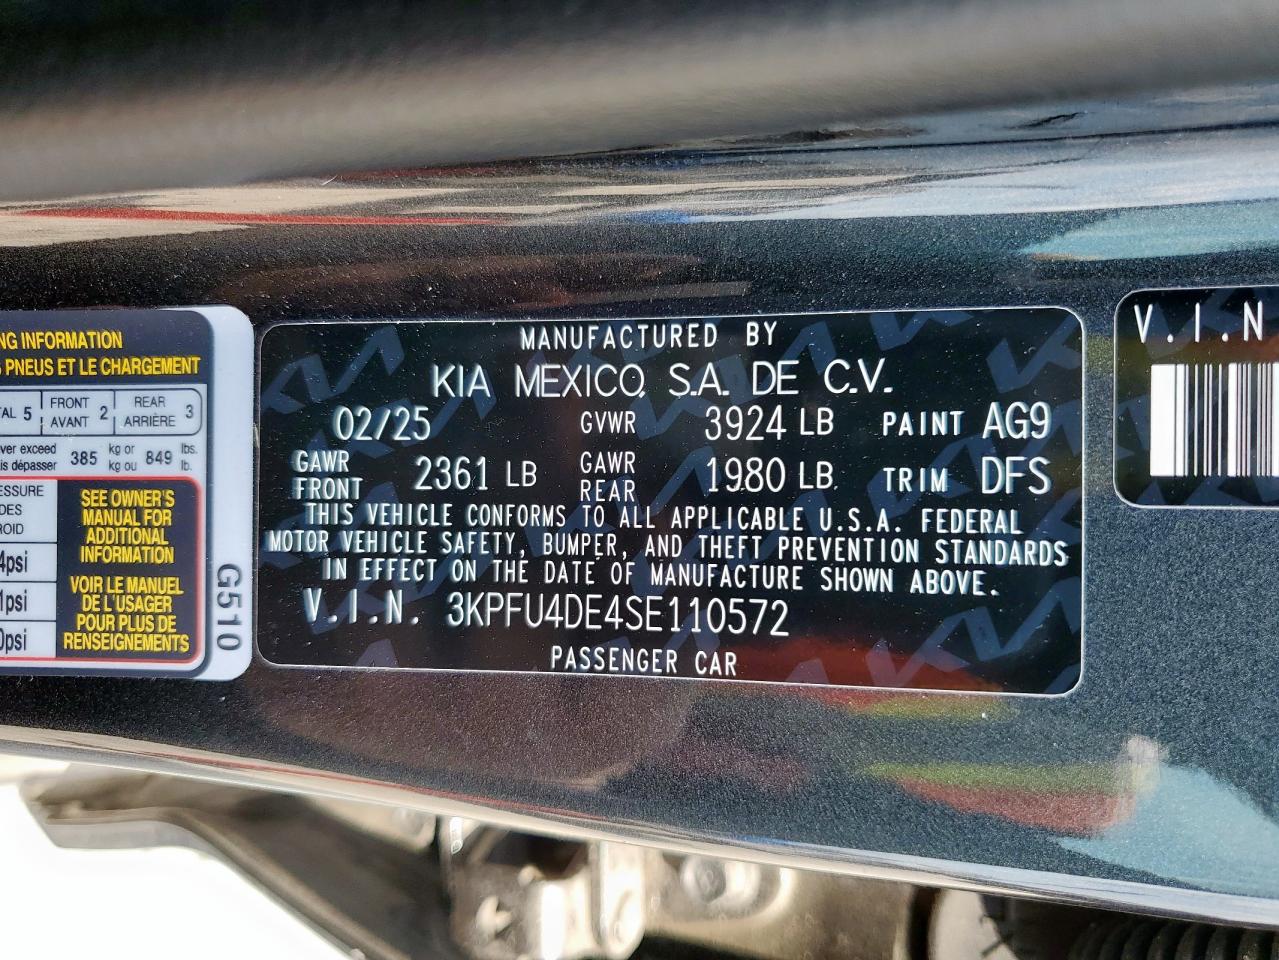 NG INFORMATION
PNEUS ET LE CHARGEMENT
TAL 5 FRONT AVANT 2 REAR ARRIÈRE 3
ver exceed
is dépasser 385 kg or kg ou 849 lbs. lb.
ESSURE
DES
ROID
4psi
1psi
0psi
SEE OWNER'S
MANUAL FOR
ADDITIONAL
INFORMATION
VOIR LE MANUEL
DE L'USAGER
POUR PLUS DE
RENSEIGNEMENTS
G510
MANUFACTURED BY
KIA MEXICO, S.A. DE C.V.
02/25 GVWR 3924 LB PAINT AG9
GAWR FRONT 2361 LB GAWR REAR 1980 LB TRIM DFS
THIS VEHICLE CONFORMS TO ALL APPLICABLE U.S.A. FEDERAL
MOTOR VEHICLE SAFETY, BUMPER, AND THEFT PREVENTION STANDARDS
IN EFFECT ON THE DATE OF MANUFACTURE SHOWN ABOVE.
V.I.N. 3KPFU4DE4SE110572
PASSENGER CAR
V.I.N